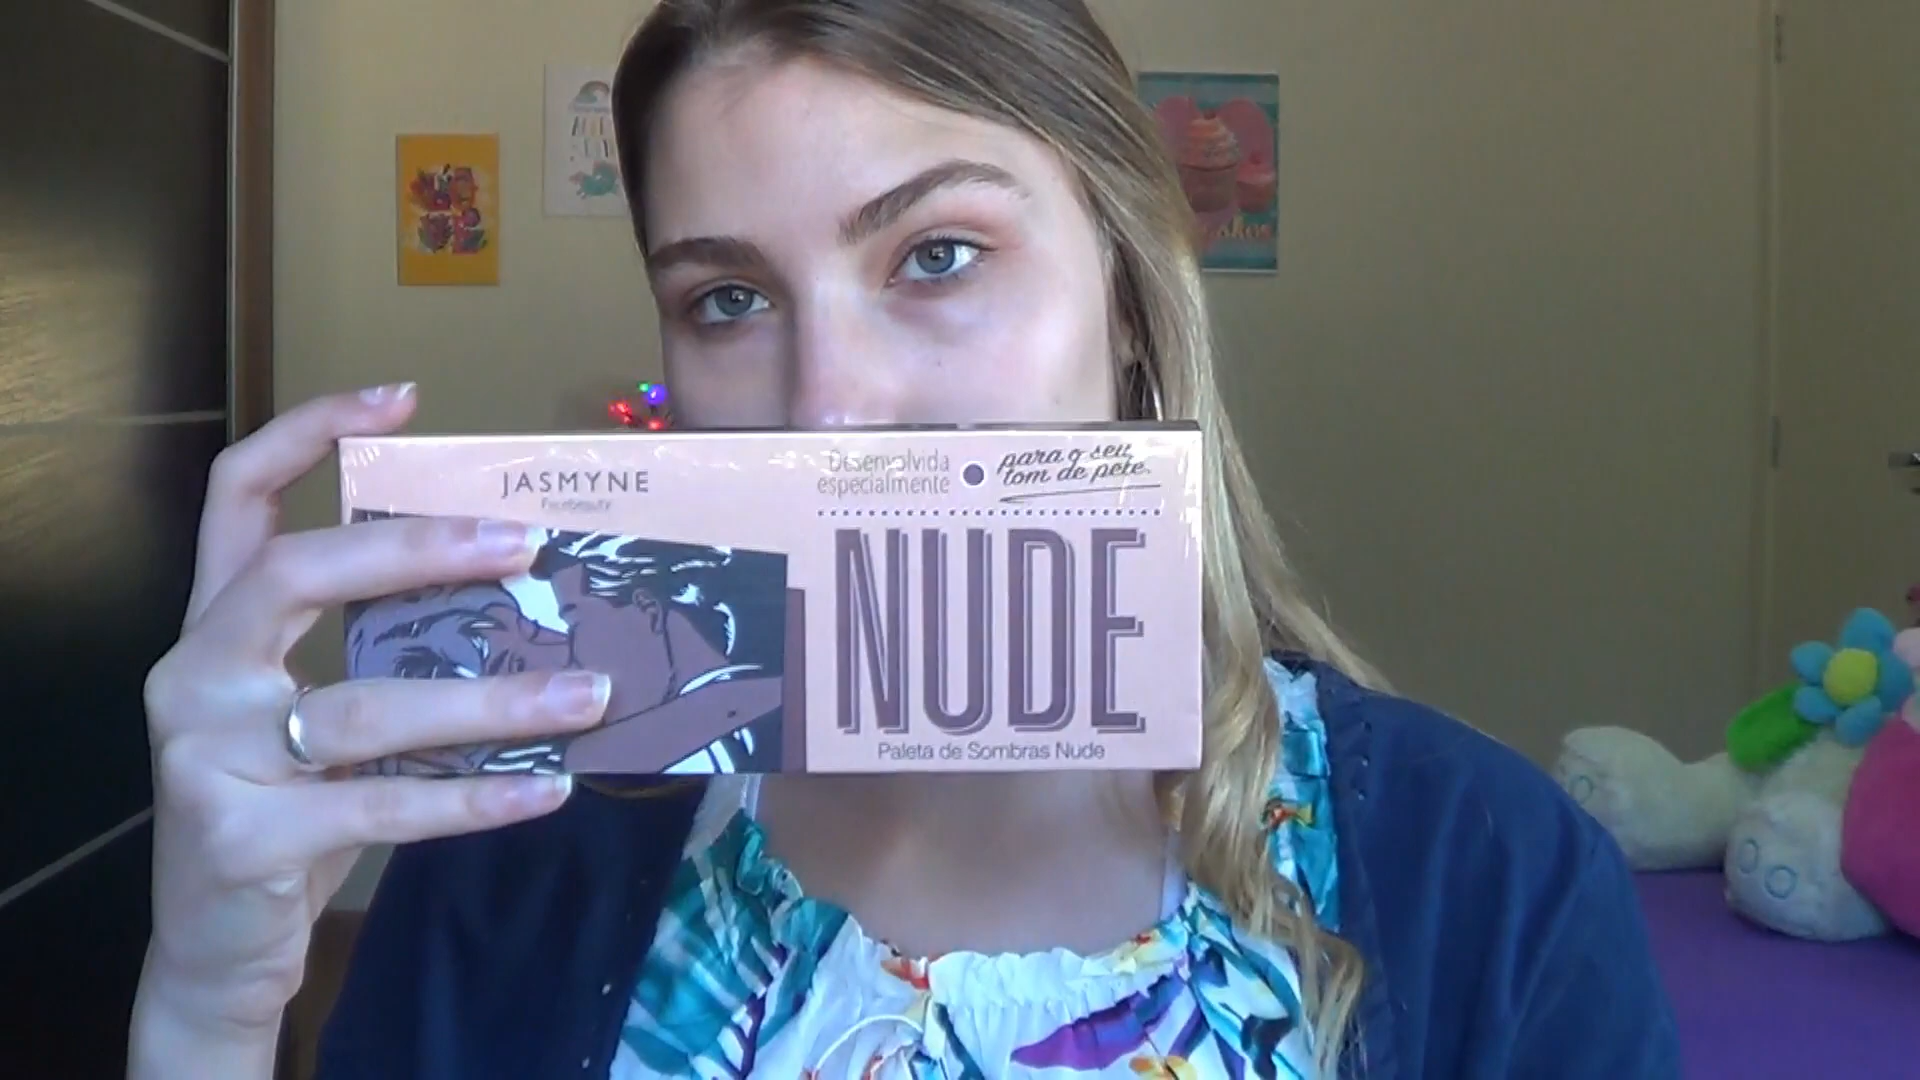 JASMYNE
Desenvolvida
especialmente
para o seu
tom de pele.
NUDE
Paleta de Sombras Nude